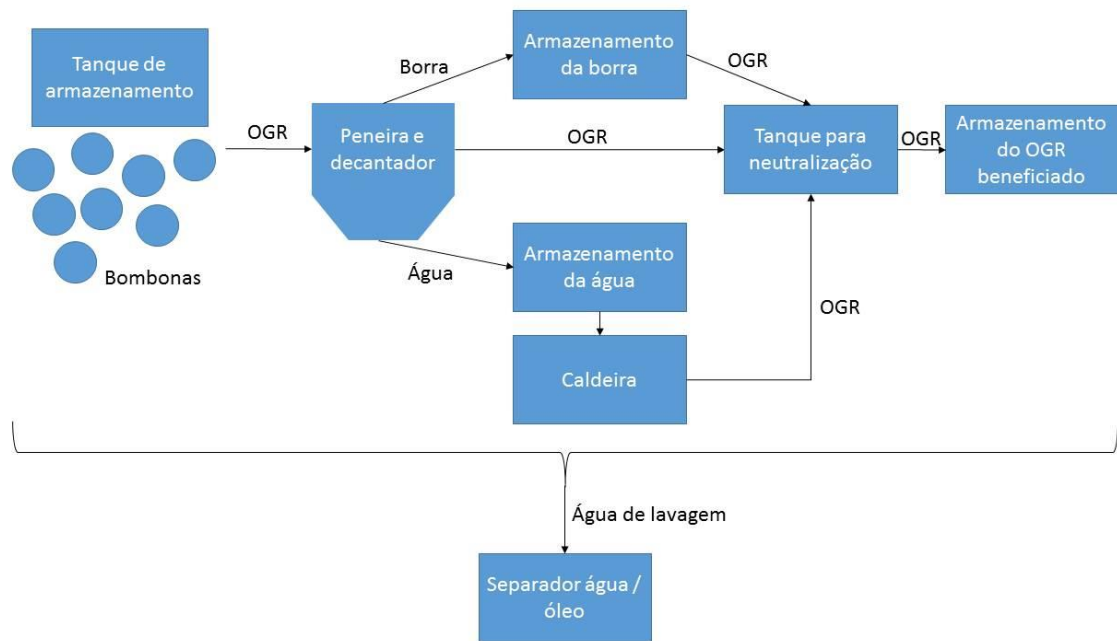 Tanque de
armazenamento
Bombonas
OGR
Peneira e
decantador
Borra
Armazenamento
da borra
OGR
OGR
Água
Armazenamento
da água
Caldeira
OGR
Tanque para
neutralização
OGR
Armazenamento
do OGR
beneficiado
Água de lavagem
Separador água /
óleo